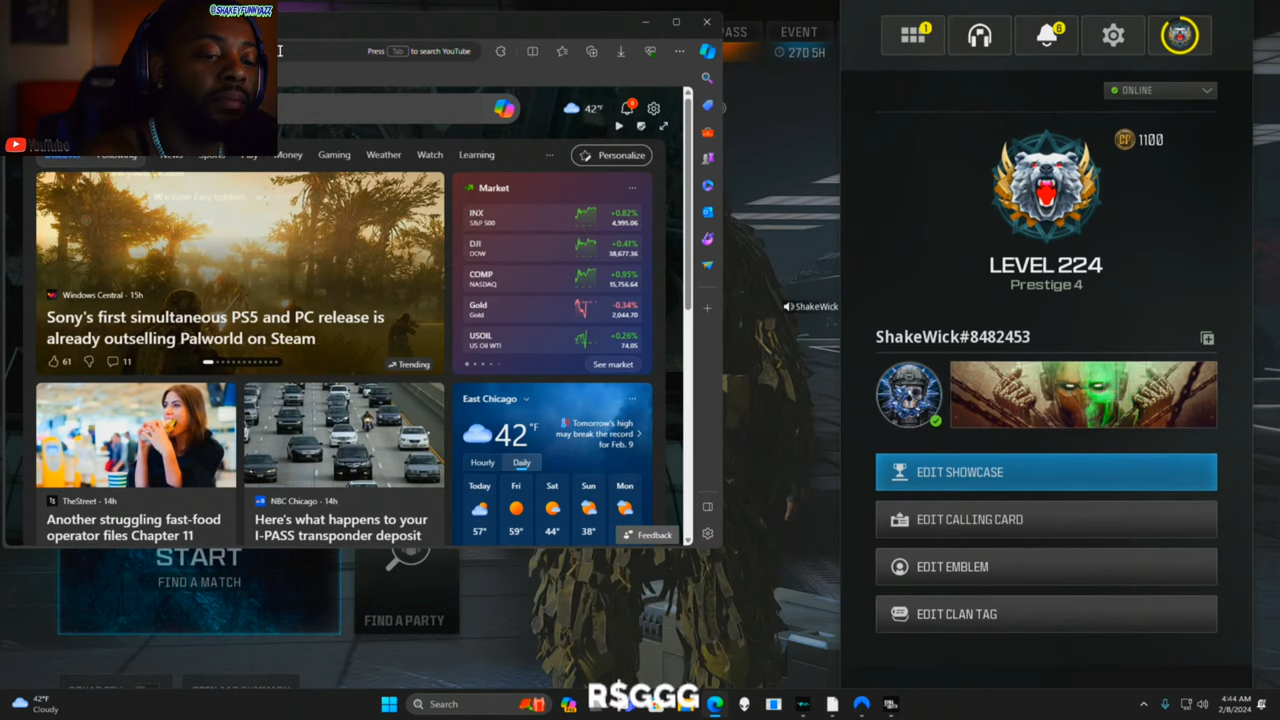 @SHAKEYFUNNYAZZ
YouTube
Press Tab to search YouTube
42°F
6
News
Money
Gaming
Weather
Watch
Learning
Personalize
Windows Central · 15h
Sony's first simultaneous PS5 and PC release is
already outselling Palworld on Steam
61
11
Trending
Market
INX
S&P 500
+0.82%
4,995.06
DJI
DOW
+0.41%
38,677.36
COMP
NASDAQ
+0.95%
15,756.64
Gold
Gold
-0.34%
2,044.70
USOIL
US Oil WTI
+0.26%
74.05
See market
TheStreet · 14h
Another struggling fast-food
operator files Chapter 11
NBC Chicago · 14h
Here's what happens to your
I-PASS transponder deposit
East Chicago
42°F
Tomorrow's high
may break the record
for Feb. 9
Hourly
Daily
Today
Fri
Sat
Sun
Mon
57°
59°
44°
38°
Feedback
PASS
EVENT
27D 5H
ShakeWick
START
FIND A MATCH
FIND A PARTY
1
6
ONLINE
CP 1100
LEVEL 224
Prestige 4
ShakeWick#8482453
EDIT SHOWCASE
EDIT CALLING CARD
EDIT EMBLEM
EDIT CLAN TAG
R$GGG
42°F
Cloudy
Search
4:44 AM
2/8/2024